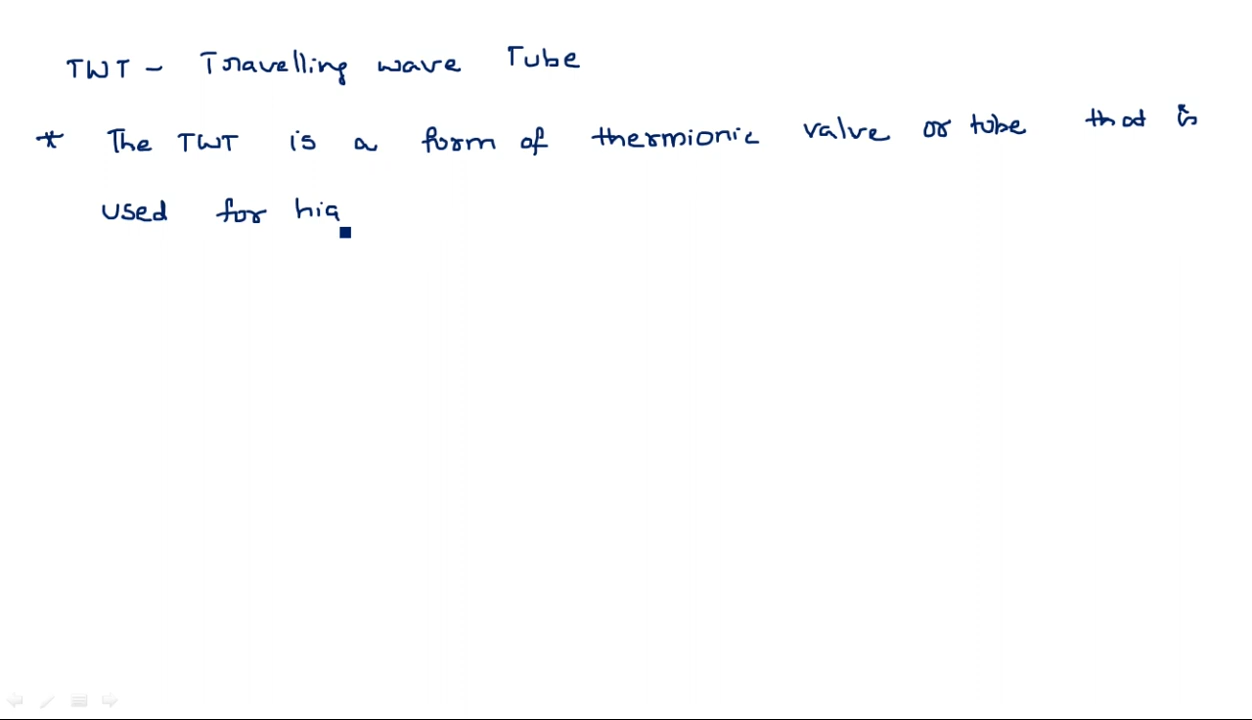 TWT - Travelling wave Tube
* The TWT is a form of thermionic valve or tube that is
used for hig